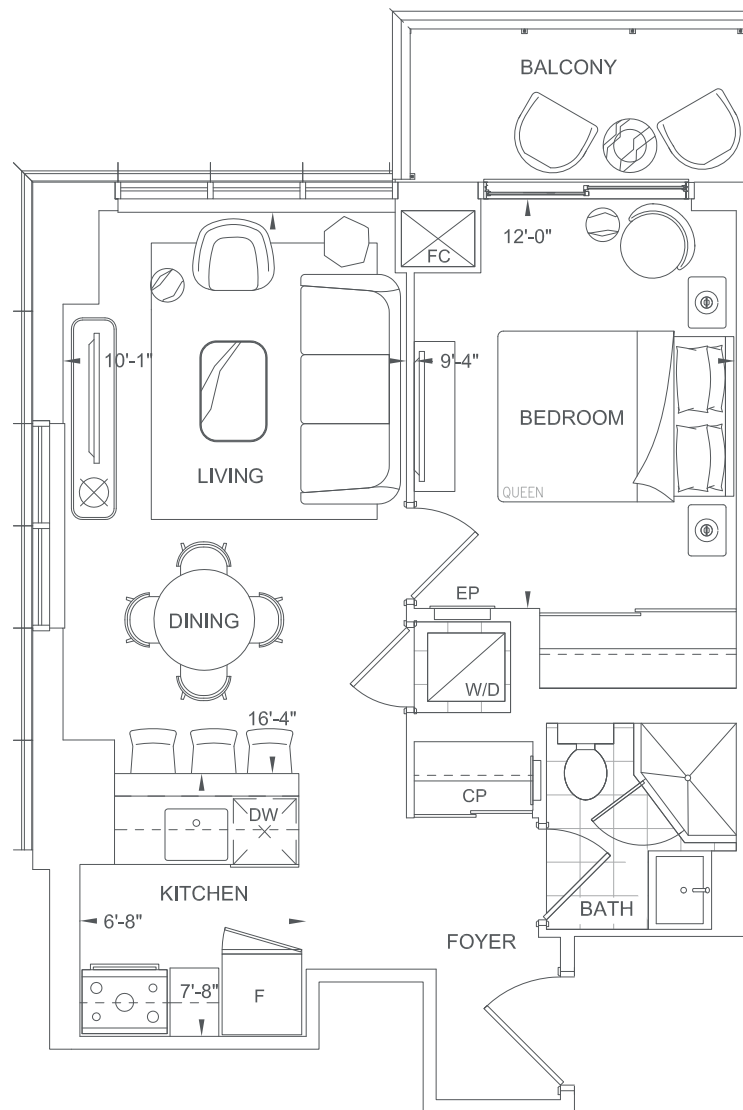 BALCONY
12'-0"
FC
10'-1"
9'-4"
BEDROOM
LIVING
QUEEN
EP
DINING
W/D
16'-4"
CP
DW
KITCHEN
BATH
6'-8"
FOYER
7'-8"
F